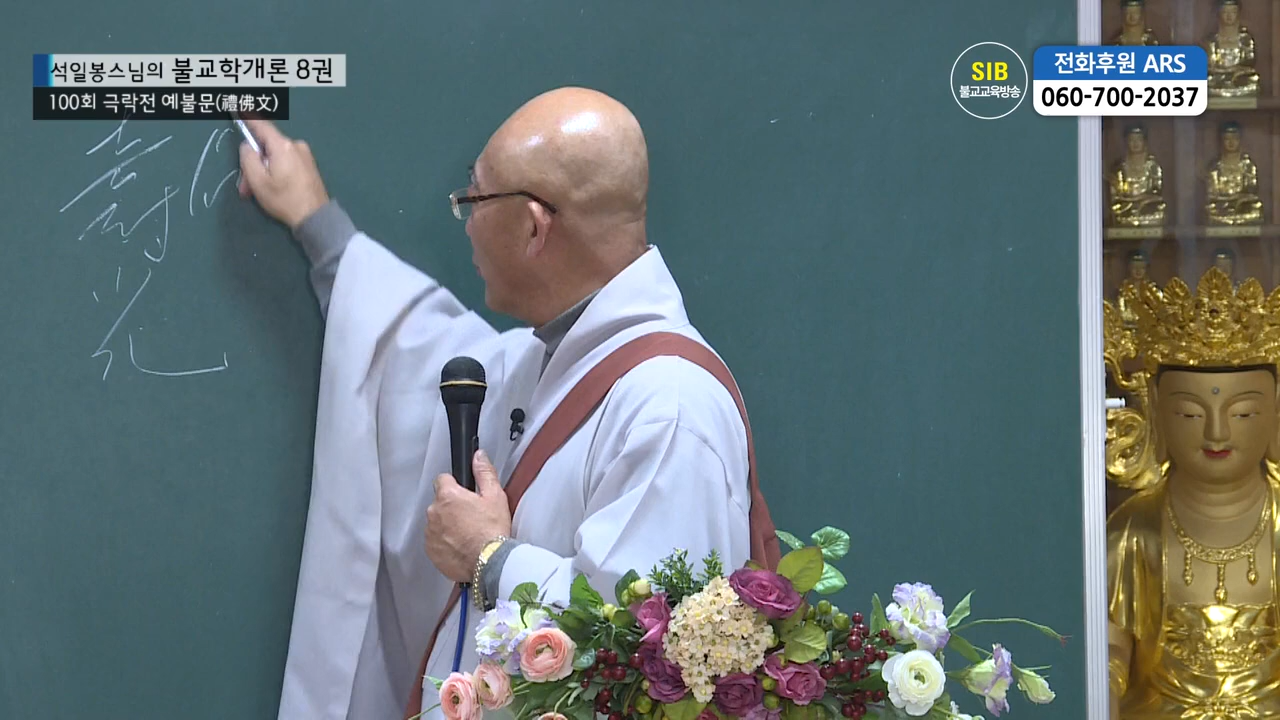 석일봉스님의 불교학개론 8권
100회 극락전 예불문(禮佛文)
SIB
불교교육방송
전화후원 ARS
060-700-2037
壽
光